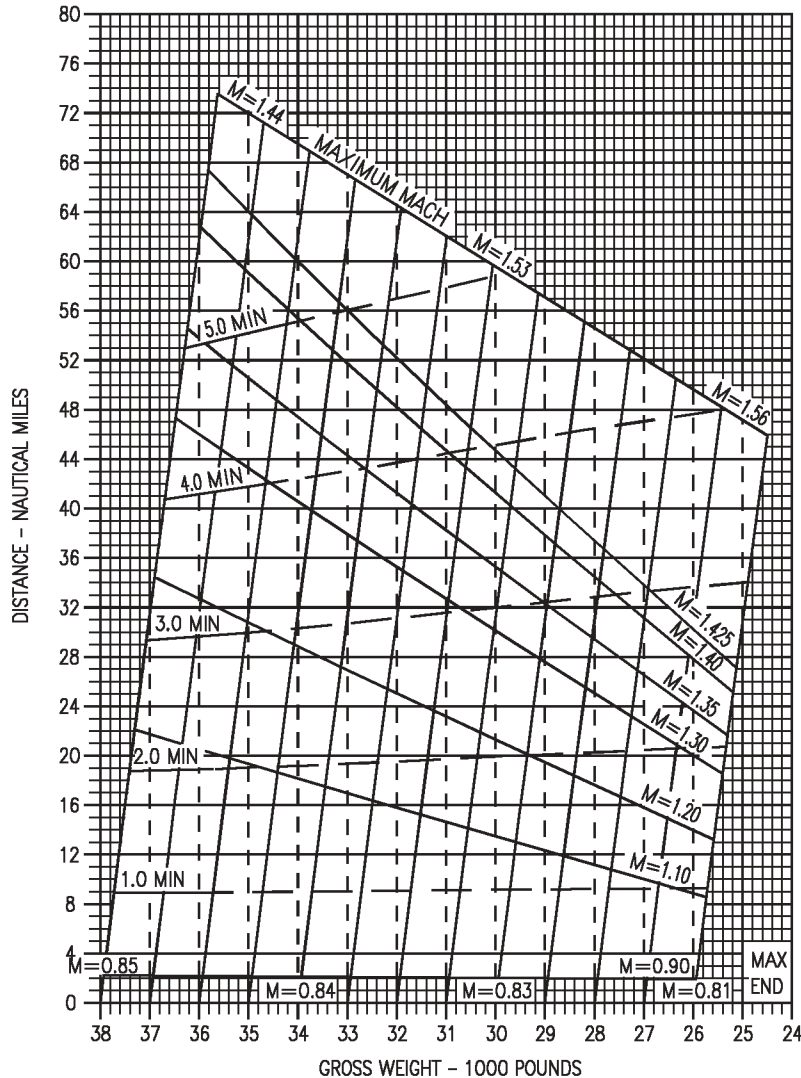 80
76
72
68
64
60
56
52
48
44
40
36
32
28
24
20
16
12
8
4
0
DISTANCE – NAUTICAL MILES
M=1.44
MAXIMUM MACH
M=1.53
M=1.56
5.0 MIN
4.0 MIN
3.0 MIN
2.0 MIN
1.0 MIN
M=1.425
M=1.40
M=1.35
M=1.30
M=1.20
M=1.10
M=0.85
M=0.90
MAX
END
M=0.84
M=0.83
M=0.81
38 37 36 35 34 33 32 31 30 29 28 27 26 25 24
GROSS WEIGHT – 1000 POUNDS